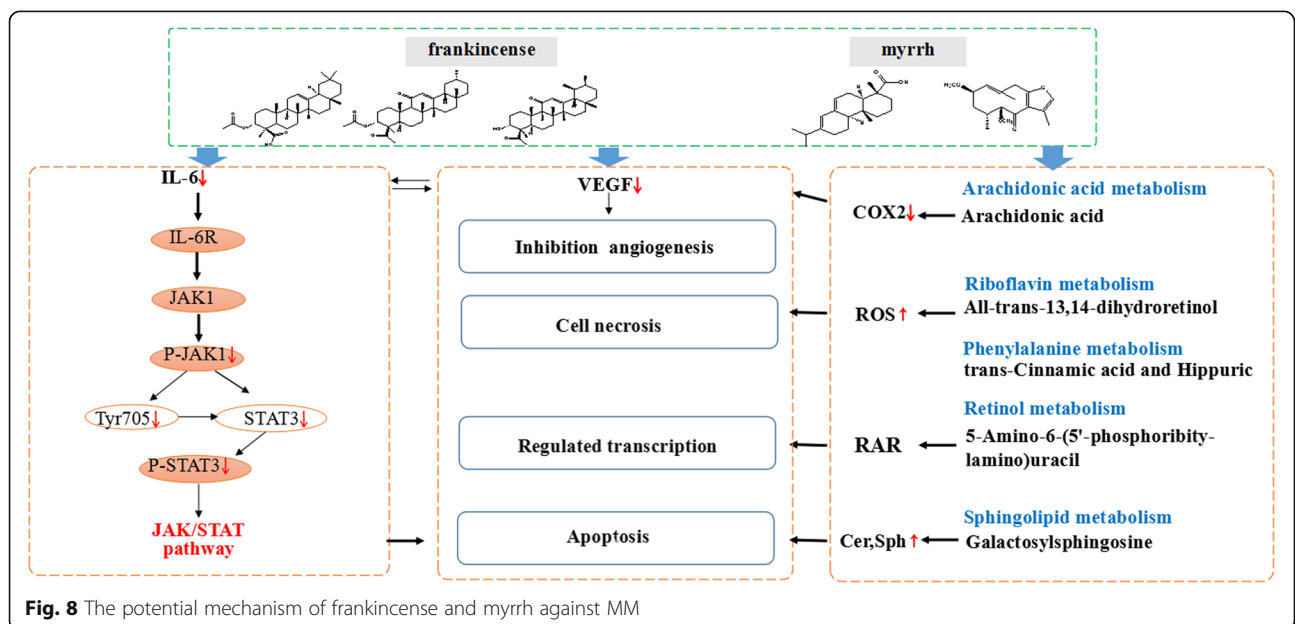 frankincense
myrrh
IL-6↓
IL-6R
JAK1
P-JAK1↓
Tyr705↓
STAT3↓
P-STAT3↓
JAK/STAT
pathway
VEGF↓
Inhibition angiogenesis
Cell necrosis
Regulated transcription
Apoptosis
COX2↓
ROS↑
RAR
Cer,Sph↑
Arachidonic acid metabolism
Arachidonic acid
Riboflavin metabolism
All-trans-13,14-dihydroretinol
Phenylalanine metabolism
trans-Cinnamic acid and Hippuric
Retinol metabolism
5-Amino-6-(5'-phosphoribity-
lamino)uracil
Sphingolipid metabolism
Galactosylsphingosine
Fig. 8 The potential mechanism of frankincense and myrrh against MM